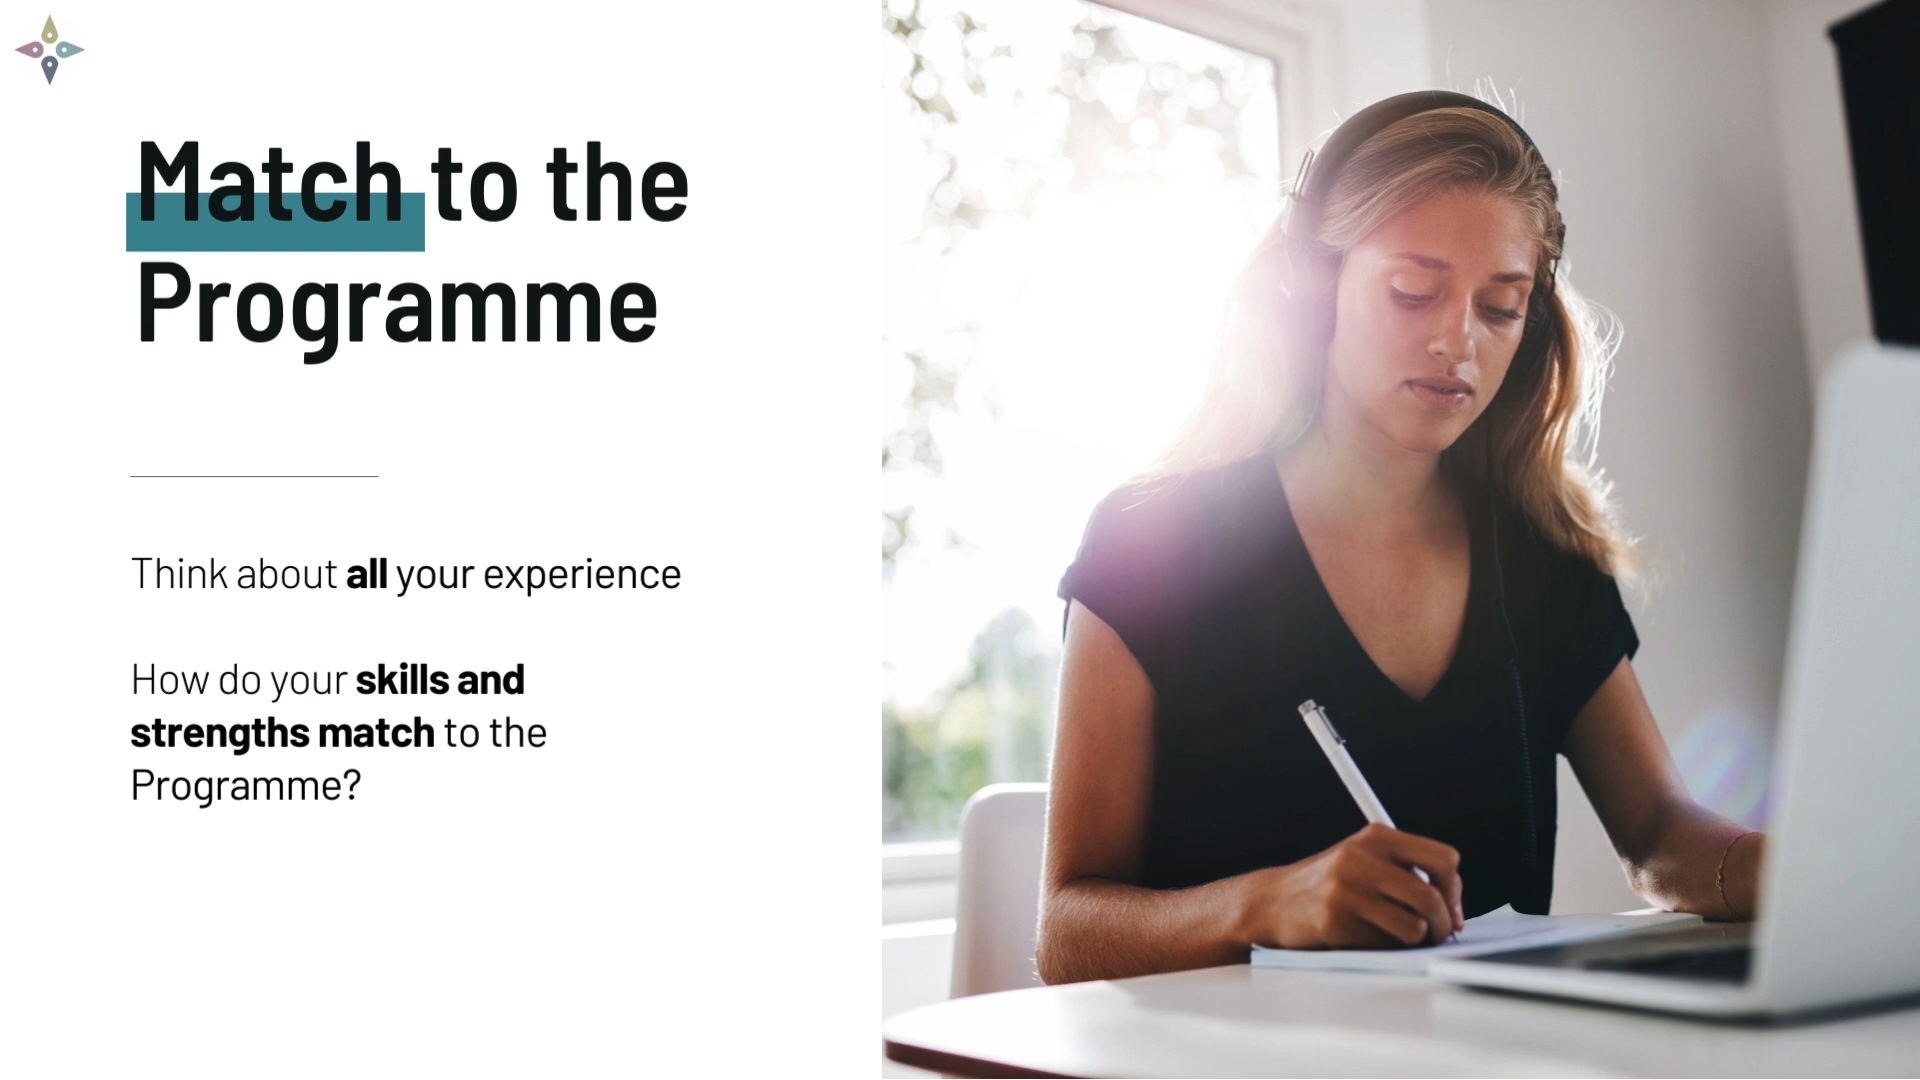 Match to the
Programme
Think about all your experience
How do your skills and
strengths match to the
Programme?